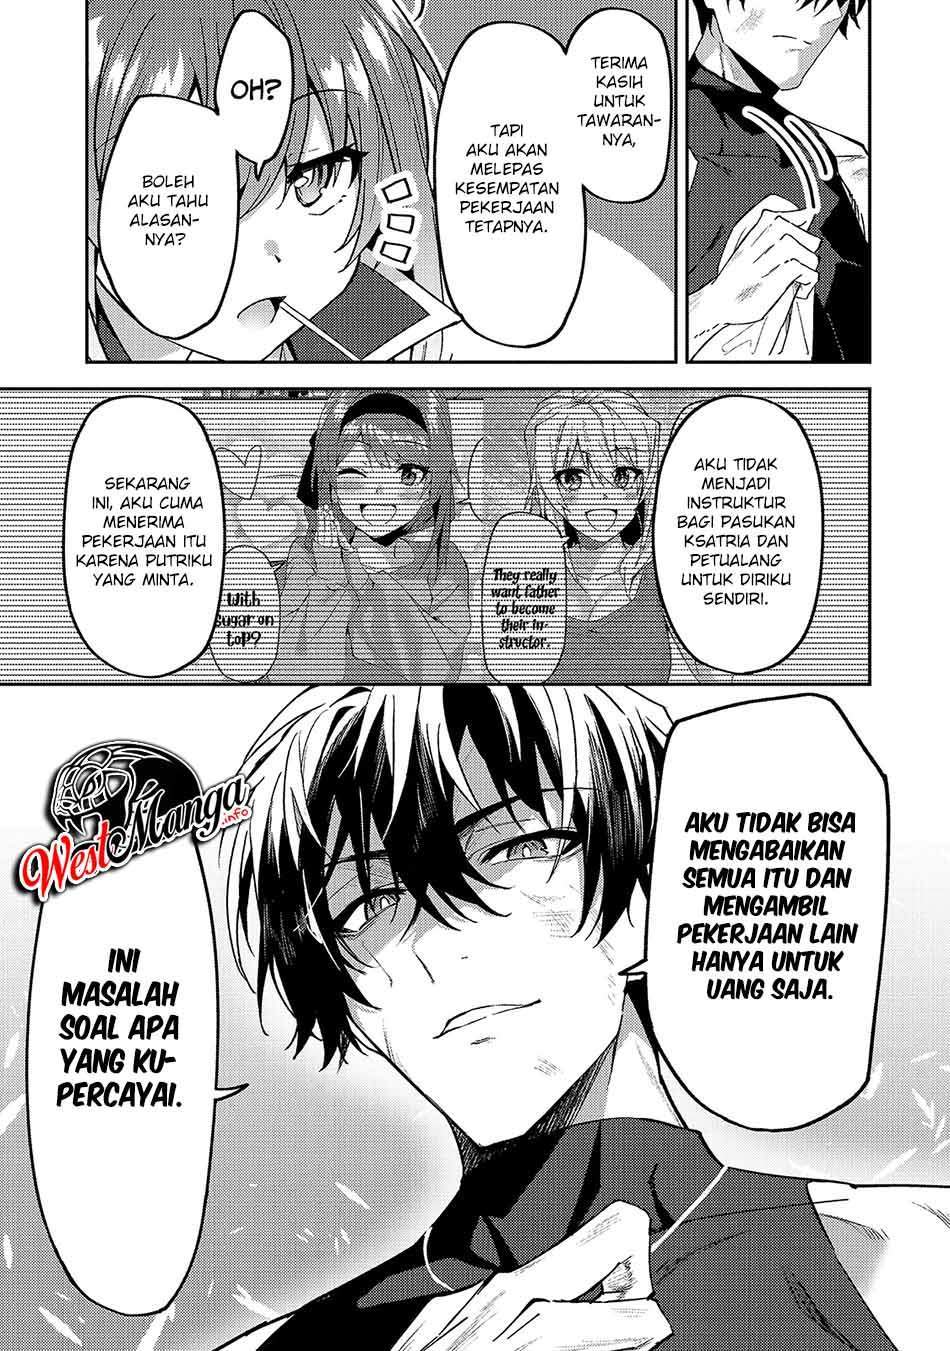 TERIMA
KASIH
UNTUK
TAWARAN-
NYA,
TAPI
AKU AKAN
MELEPAS
KESEMPATAN
PEKERJAAN
TETAPNYA.
OH?
BOLEH
AKU TAHU
ALASAN-
NYA?
AKU TIDAK
MENJADI
INSTRUKTUR
BAGI PASUKAN
KSATRIA DAN
PETUALANG
UNTUK DIRIKU
SENDIRI.
They really
want father
to become
their in-
structor.
With
sugar on
top?
SEKARANG
INI, AKU CUMA
MENERIMA
PEKERJAAN ITU
KARENA PUTRIKU
YANG MINTA.
AKU TIDAK BISA
MENGABAIKAN
SEMUA ITU DAN
MENGAMBIL
PEKERJAAN LAIN
HANYA UNTUK
UANG SAJA.
WestManga
.info
INI
MASALAH
SOAL APA
YANG KU-
PERCAYAI.